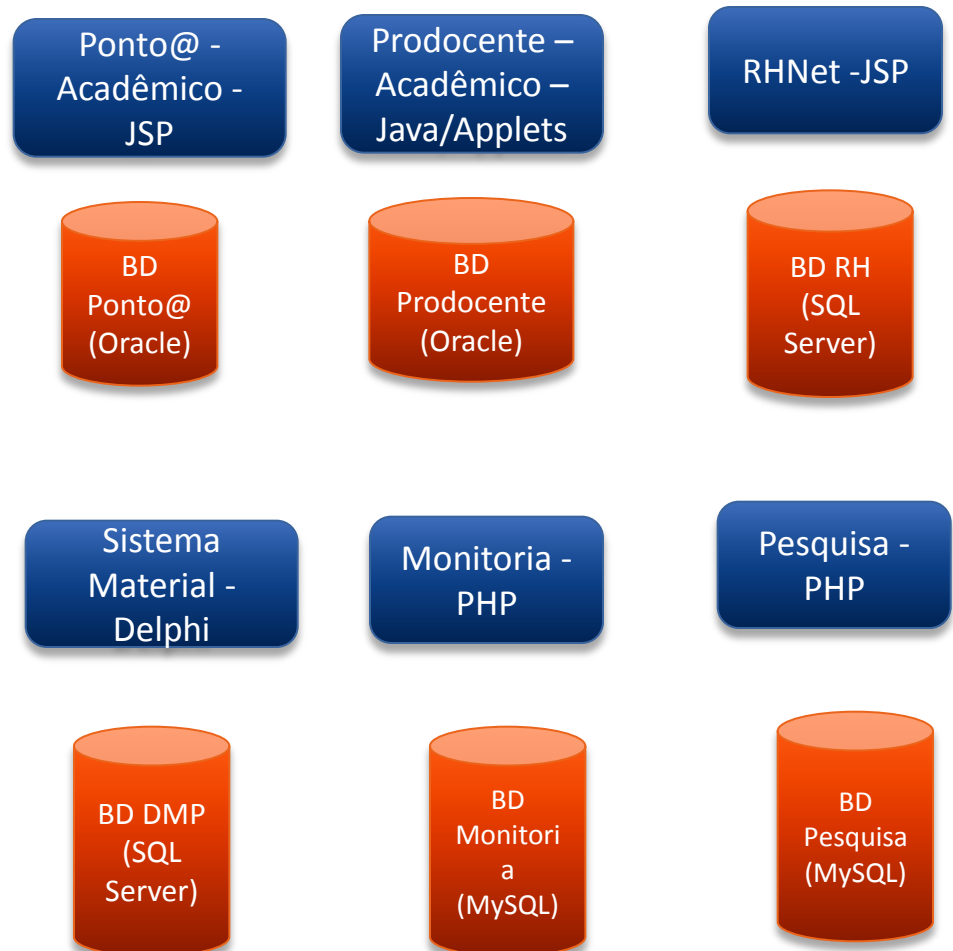 Ponto@ -
Acadêmico -
JSP
Prodocente –
Acadêmico –
Java/Applets
RHNet -JSP
BD
Ponto@
(Oracle)
BD
Prodocente
(Oracle)
BD RH
(SQL
Server)
Sistema
Material -
Delphi
Monitoria -
PHP
Pesquisa -
PHP
BD DMP
(SQL
Server)
BD
Monitori
a
(MySQL)
BD
Pesquisa
(MySQL)